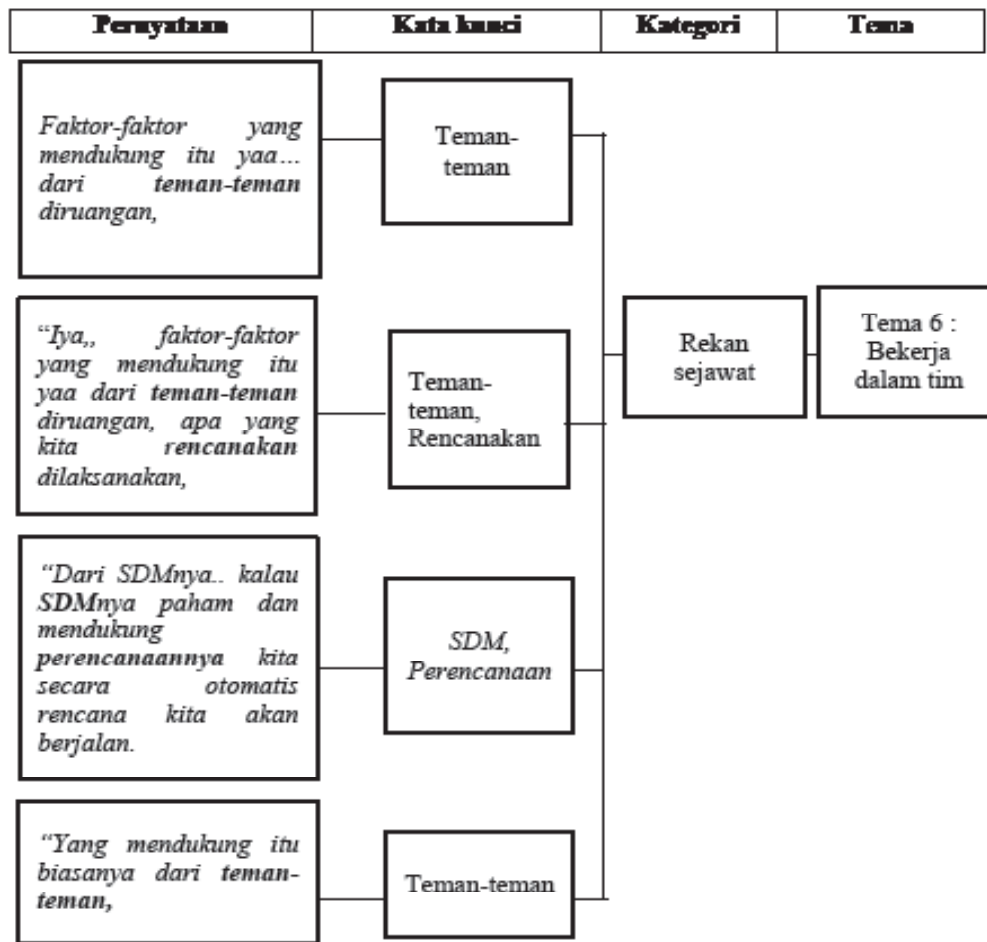 Pernyataan Kata kunci Kategori Tema
Faktor-faktor yang
mendukung itu yaa…
dari teman-teman
diruangan,
Teman-
teman
“Iya,, faktor-faktor
yang mendukung itu
yaa dari teman-teman
diruangan, apa yang
kita rencanakan
dilaksanakan,
Teman-
teman,
Rencanakan
“Dari SDMnya.. kalau
SDMnya paham dan
mendukung
perencanaannya kita
secara otomatis
rencana kita akan
berjalan.
SDM,
Perencanaan
“Yang mendukung itu
biasanya dari teman-
teman,
Teman-teman
Rekan
sejawat
Tema 6 :
Bekerja
dalam tim